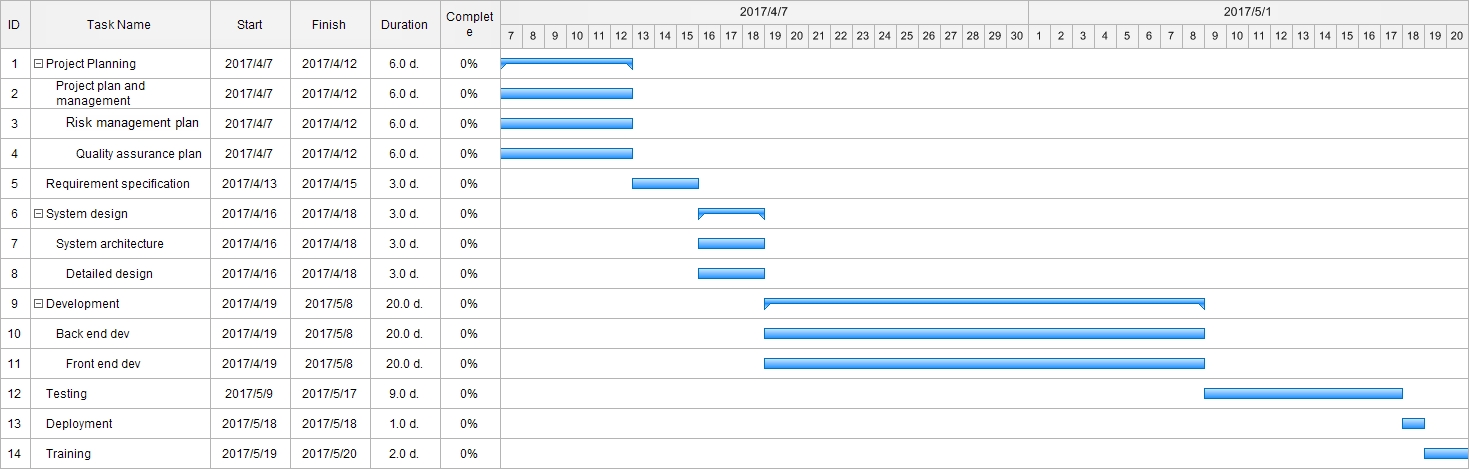 ID Task Name Start Finish Duration Complet
e
2017/4/7 2017/5/1
7 8 9 10 11 12 13 14 15 16 17 18 19 20 21 22 23 24 25 26 27 28 29 30 1 2 3 4 5 6 7 8 9 10 11 12 13 14 15 16 17 18 19 20
1 Project Planning 2017/4/7 2017/4/12 6.0 d. 0%
2 Project plan and
management 2017/4/7 2017/4/12 6.0 d. 0%
3 Risk management plan 2017/4/7 2017/4/12 6.0 d. 0%
4 Quality assurance plan 2017/4/7 2017/4/12 6.0 d. 0%
5 Requirement specification 2017/4/13 2017/4/15 3.0 d. 0%
6 System design 2017/4/16 2017/4/18 3.0 d. 0%
7 System architecture 2017/4/16 2017/4/18 3.0 d. 0%
8 Detailed design 2017/4/16 2017/4/18 3.0 d. 0%
9 Development 2017/4/19 2017/5/8 20.0 d. 0%
10 Back end dev 2017/4/19 2017/5/8 20.0 d. 0%
11 Front end dev 2017/4/19 2017/5/8 20.0 d. 0%
12 Testing 2017/5/9 2017/5/17 9.0 d. 0%
13 Deployment 2017/5/18 2017/5/18 1.0 d. 0%
14 Training 2017/5/19 2017/5/20 2.0 d. 0%